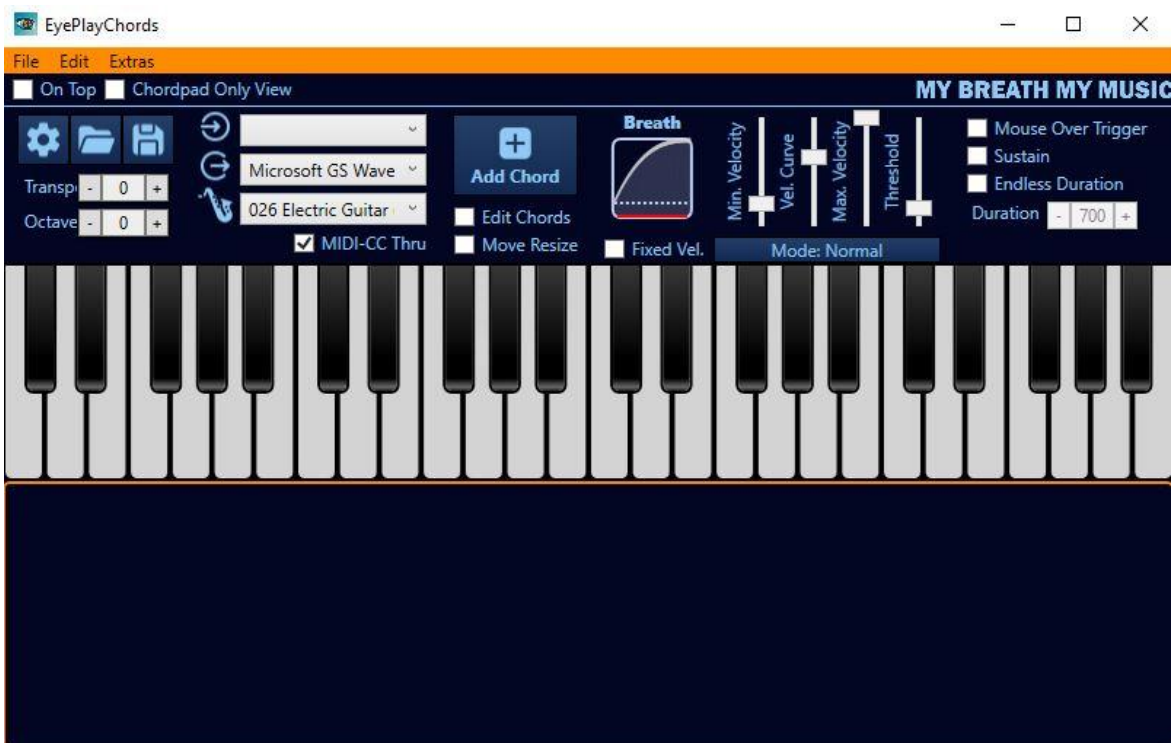 EyePlayChords
File Edit Extras
On Top Chordpad Only View MY BREATH MY MUSIC
Breath
Min. Velocity
Vel. Curve
Max. Velocity
Threshold
Mouse Over Trigger
Sustain
Endless Duration
Duration - 700 +
Microsoft GS Wave
026 Electric Guitar
MIDI-CC Thru
Transp - 0 +
Octave - 0 +
Add Chord
Edit Chords
Move Resize
Fixed Vel.
Mode: Normal